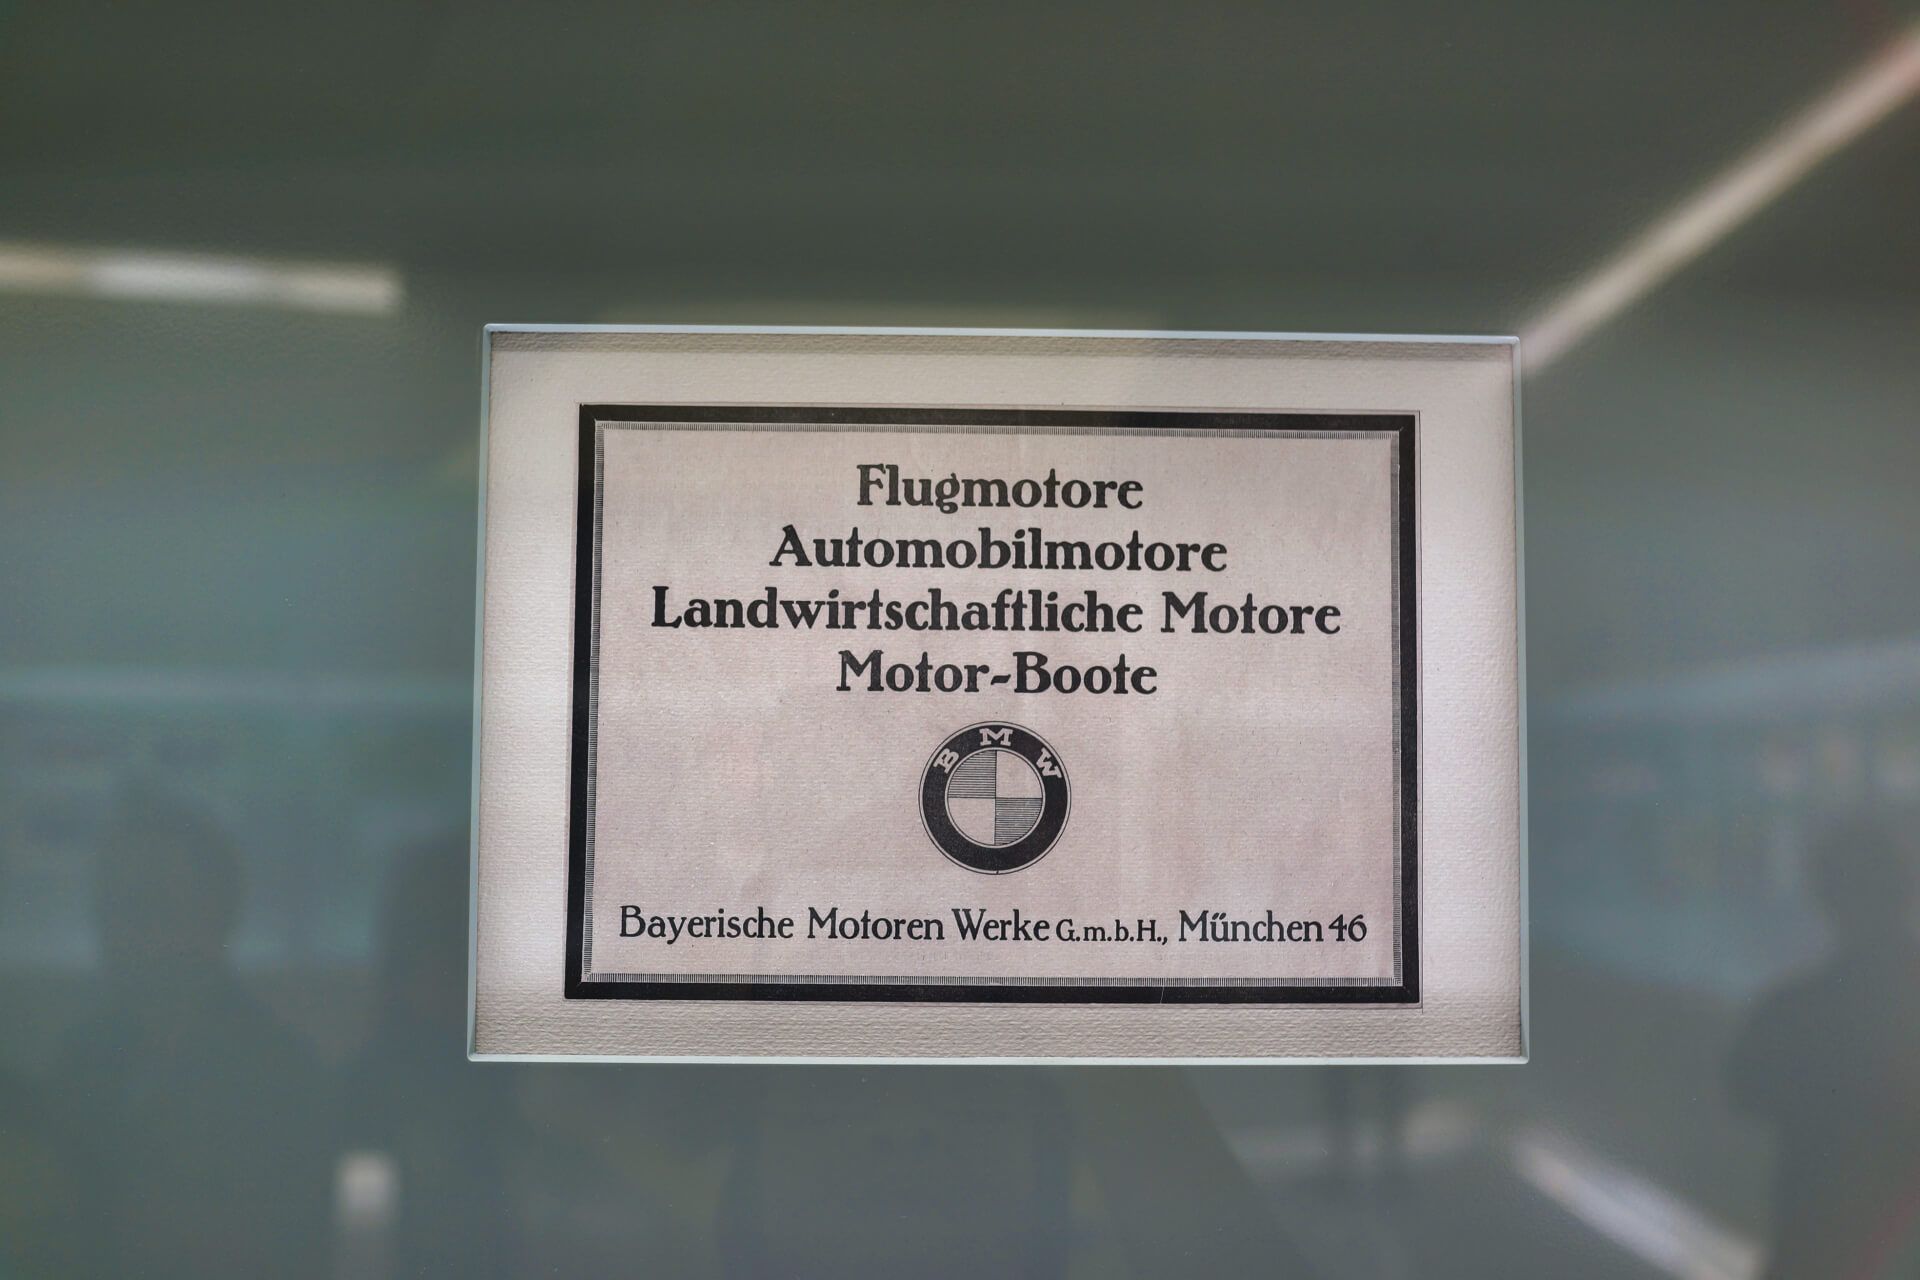 Flugmotore
Automobilmotore
Landwirtschaftliche Motore
Motor-Boote
BMW
Bayerische Motoren Werke G.m.b.H., München 46